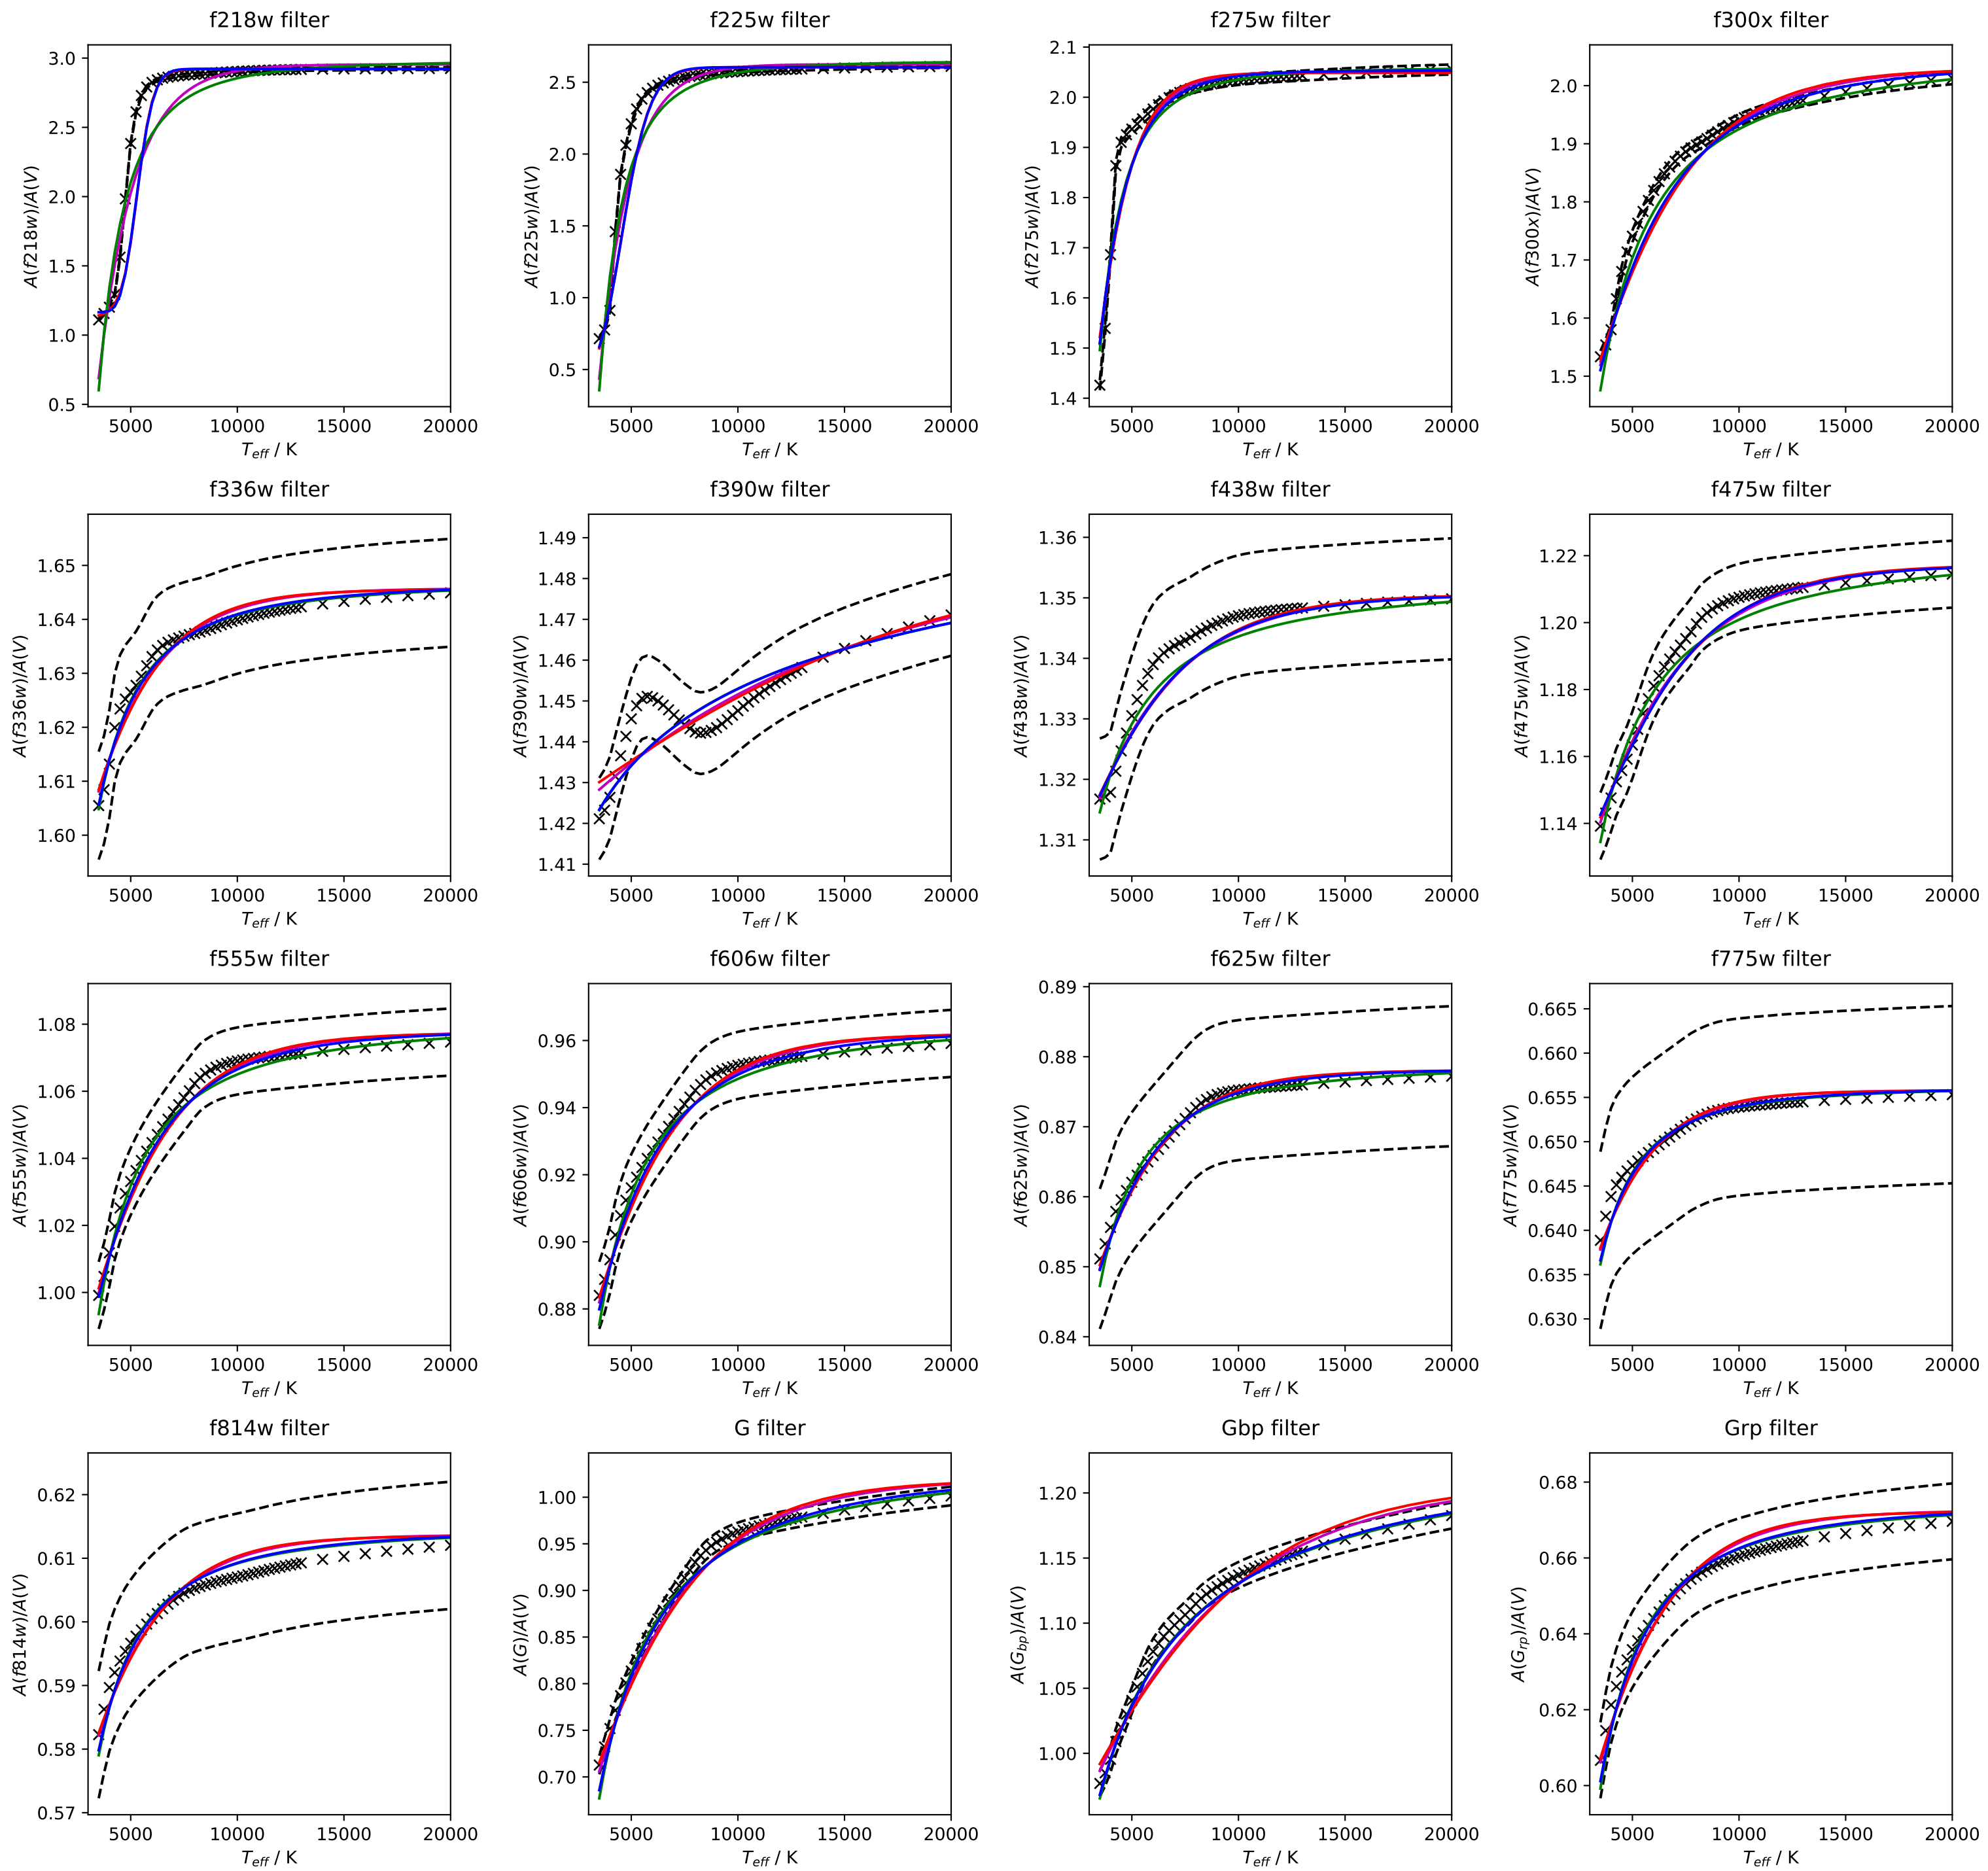 f218w filter
f225w filter
f275w filter
f300x filter
3.0
2.5
2.0
1.5
1.0
0.5
A(f218w)/A(V)
5000 10000 15000 20000
T_eff / K
2.5
2.0
1.5
1.0
0.5
A(f225w)/A(V)
5000 10000 15000 20000
T_eff / K
2.1
2.0
1.9
1.8
1.7
1.6
1.5
1.4
A(f275w)/A(V)
5000 10000 15000 20000
T_eff / K
2.0
1.9
1.8
1.7
1.6
1.5
A(f300x)/A(V)
5000 10000 15000 20000
T_eff / K
f336w filter
f390w filter
f438w filter
f475w filter
1.65
1.64
1.63
1.62
1.61
1.60
A(f336w)/A(V)
5000 10000 15000 20000
T_eff / K
1.49
1.48
1.47
1.46
1.45
1.44
1.43
1.42
1.41
A(f390w)/A(V)
5000 10000 15000 20000
T_eff / K
1.36
1.35
1.34
1.33
1.32
1.31
A(f438w)/A(V)
5000 10000 15000 20000
T_eff / K
1.22
1.20
1.18
1.16
1.14
A(f475w)/A(V)
5000 10000 15000 20000
T_eff / K
f555w filter
f606w filter
f625w filter
f775w filter
1.08
1.06
1.04
1.02
1.00
A(f555w)/A(V)
5000 10000 15000 20000
T_eff / K
0.96
0.94
0.92
0.90
0.88
A(f606w)/A(V)
5000 10000 15000 20000
T_eff / K
0.89
0.88
0.87
0.86
0.85
0.84
A(f625w)/A(V)
5000 10000 15000 20000
T_eff / K
0.665
0.660
0.655
0.650
0.645
0.640
0.635
0.630
A(f775w)/A(V)
5000 10000 15000 20000
T_eff / K
f814w filter
G filter
Gbp filter
Grp filter
0.62
0.61
0.60
0.59
0.58
0.57
A(f814w)/A(V)
5000 10000 15000 20000
T_eff / K
1.00
0.95
0.90
0.85
0.80
0.75
0.70
A(G)/A(V)
5000 10000 15000 20000
T_eff / K
1.20
1.15
1.10
1.05
1.00
A(G_bp)/A(V)
5000 10000 15000 20000
T_eff / K
0.68
0.66
0.64
0.62
0.60
A(G_rp)/A(V)
5000 10000 15000 20000
T_eff / K